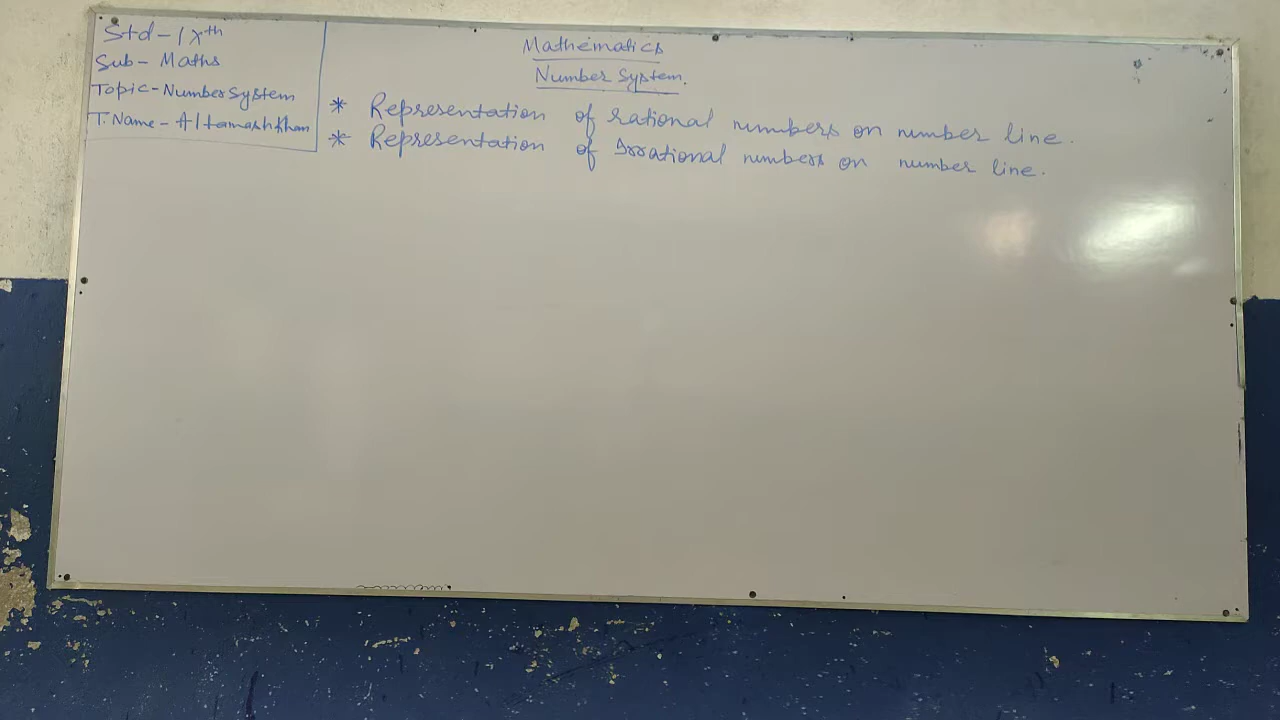 Std - IXth
Sub - Maths
Topic - Number System
T. Name - Altamash Khan
Mathematics
Number System.
* Representation of rational numbers on number line.
* Representation of Irrational numbers on number line.